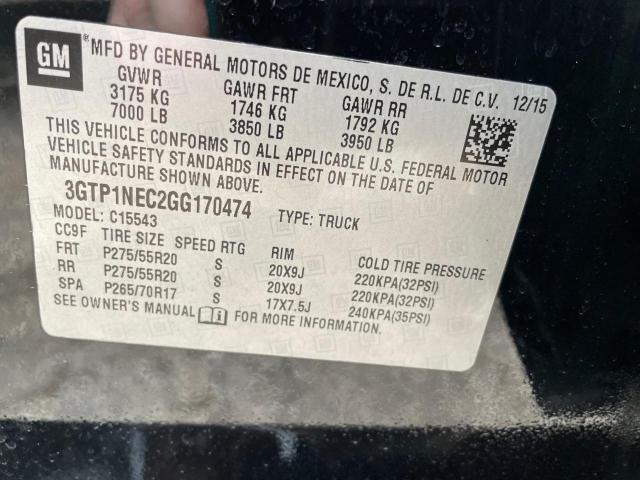 GM
®MFD BY GENERAL MOTORS DE MEXICO, S. DE R.L. DE C.V. 12/15
GVWR GAWR FRT GAWR RR
3175 KG 1746 KG 1792 KG
7000 LB 3850 LB 3950 LB
THIS VEHICLE CONFORMS TO ALL APPLICABLE U.S. FEDERAL MOTOR
VEHICLE SAFETY STANDARDS IN EFFECT ON THE DATE OF
MANUFACTURE SHOWN ABOVE.
3GTP1NEC2GG170474 TYPE: TRUCK
MODEL: C15543
CC9F TIRE SIZE SPEED RTG RIM COLD TIRE PRESSURE
FRT P275/55R20 S 20X9J 220KPA(32PSI)
RR P275/55R20 S 20X9J 220KPA(32PSI)
SPA P265/70R17 S 17X7.5J 240KPA(35PSI)
SEE OWNER'S MANUAL i FOR MORE INFORMATION.